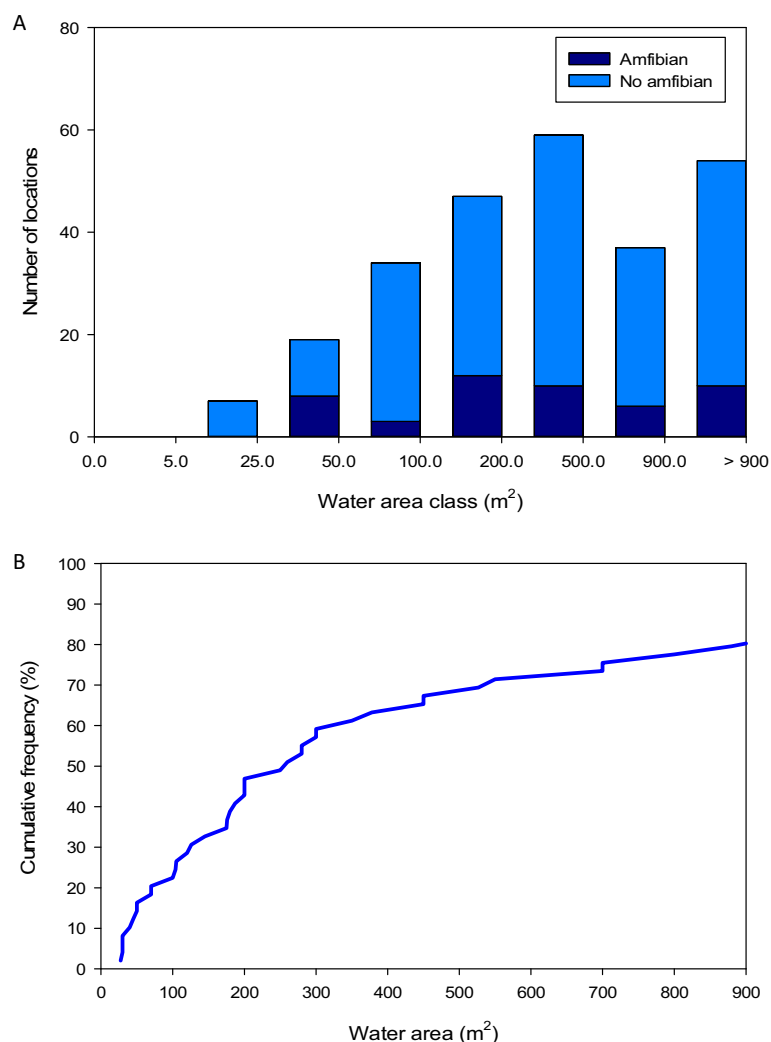 A
80
60
40
20
0
Number of locations
Amfibian
No amfibian
0.0 5.0 25.0 50.0 100.0 200.0 500.0 900.0 > 900
Water area class (m²)
B
100
90
80
70
60
50
40
30
20
10
0
Cumulative frequency (%)
0 100 200 300 400 500 600 700 800 900
Water area (m²)